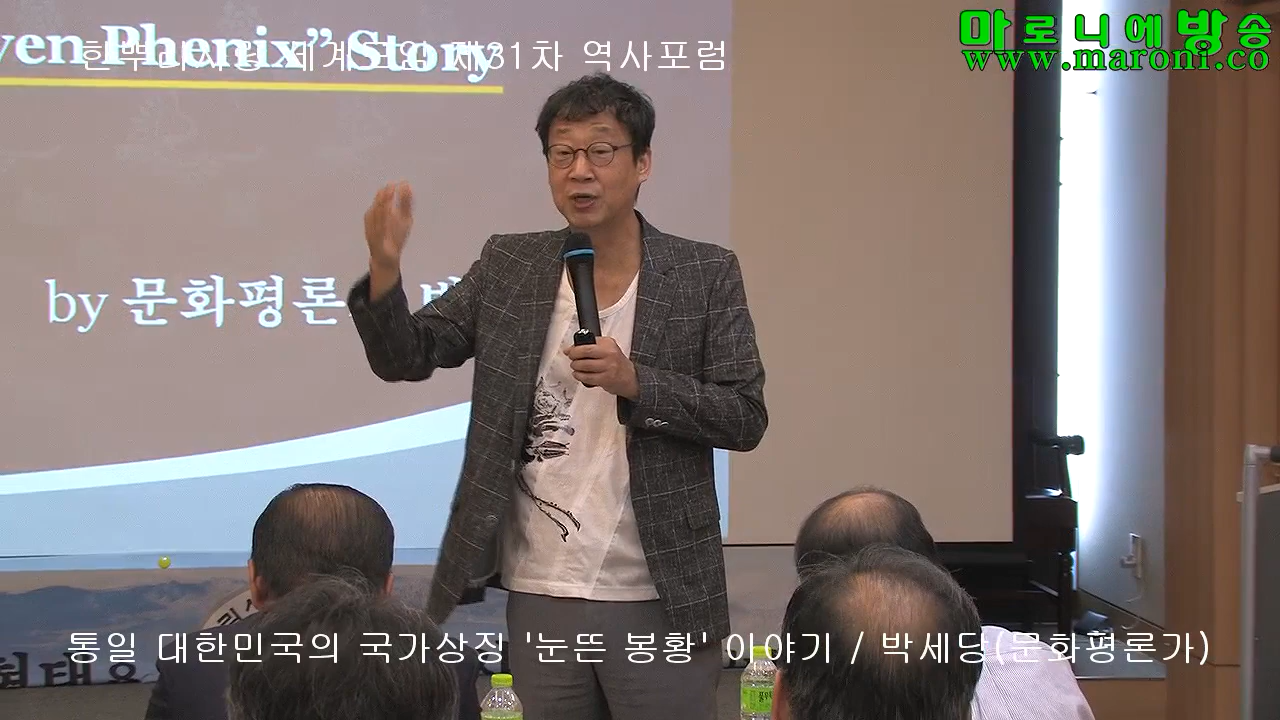 마로니에방송
www.maroni.co
Phenix” Story
제31차 역사포럼
by 문화평론
통일 대한민국의 국가상징 '눈뜬 봉황' 이야기 / 박세당(문화평론가)